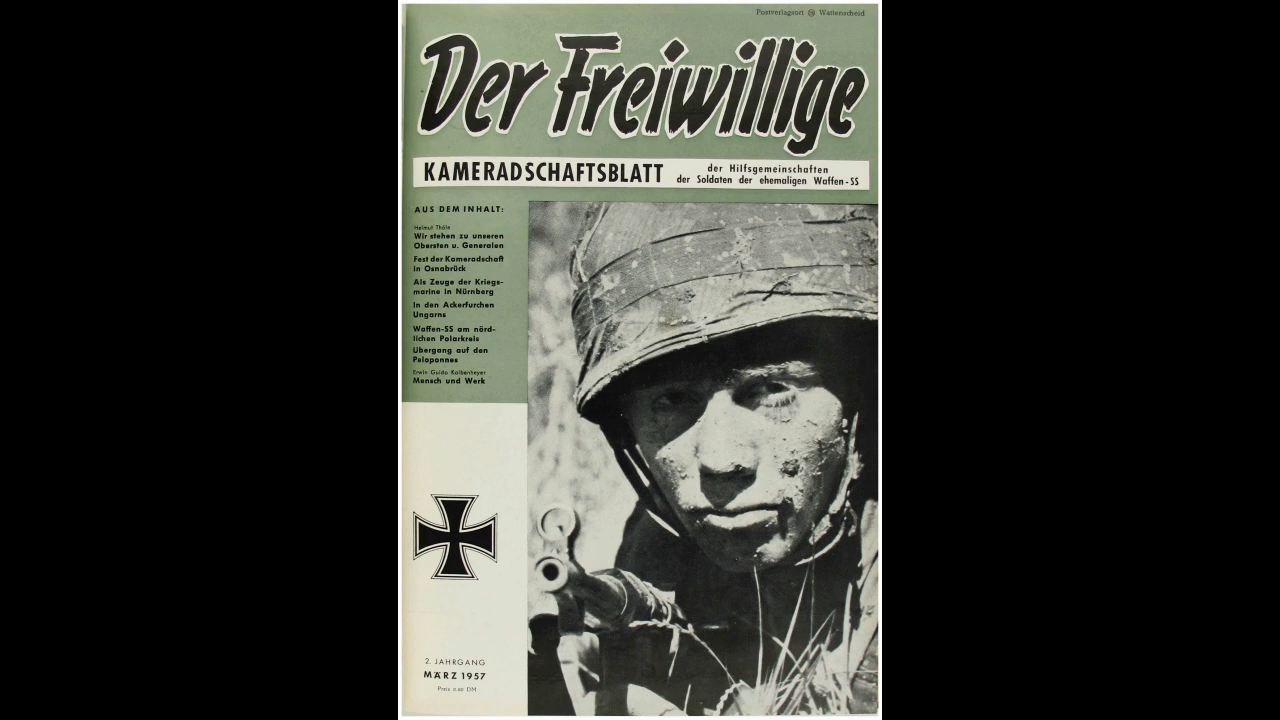 Postverlagsort Wattenscheid
Der Freiwillige
KAMERADSCHAFTSBLATT
der Hilfsgemeinschaften
der Soldaten der ehemaligen Waffen-SS
AUS DEM INHALT:
Helmut Thöle
Wir stehen zu unseren
Obersten u. Generalen
Fest der Kameradschaft
in Osnabrück
Als Zeuge der Kriegs-
marine in Nürnberg
In den Ackerfurchen
Ungarns
Waffen-SS am nörd-
lichen Polarkreis
Übergang auf den
Peloponnes
Erwin Guido Kolbenheyer
Mensch und Werk
2. JAHRGANG
MÄRZ 1957
Preis DM